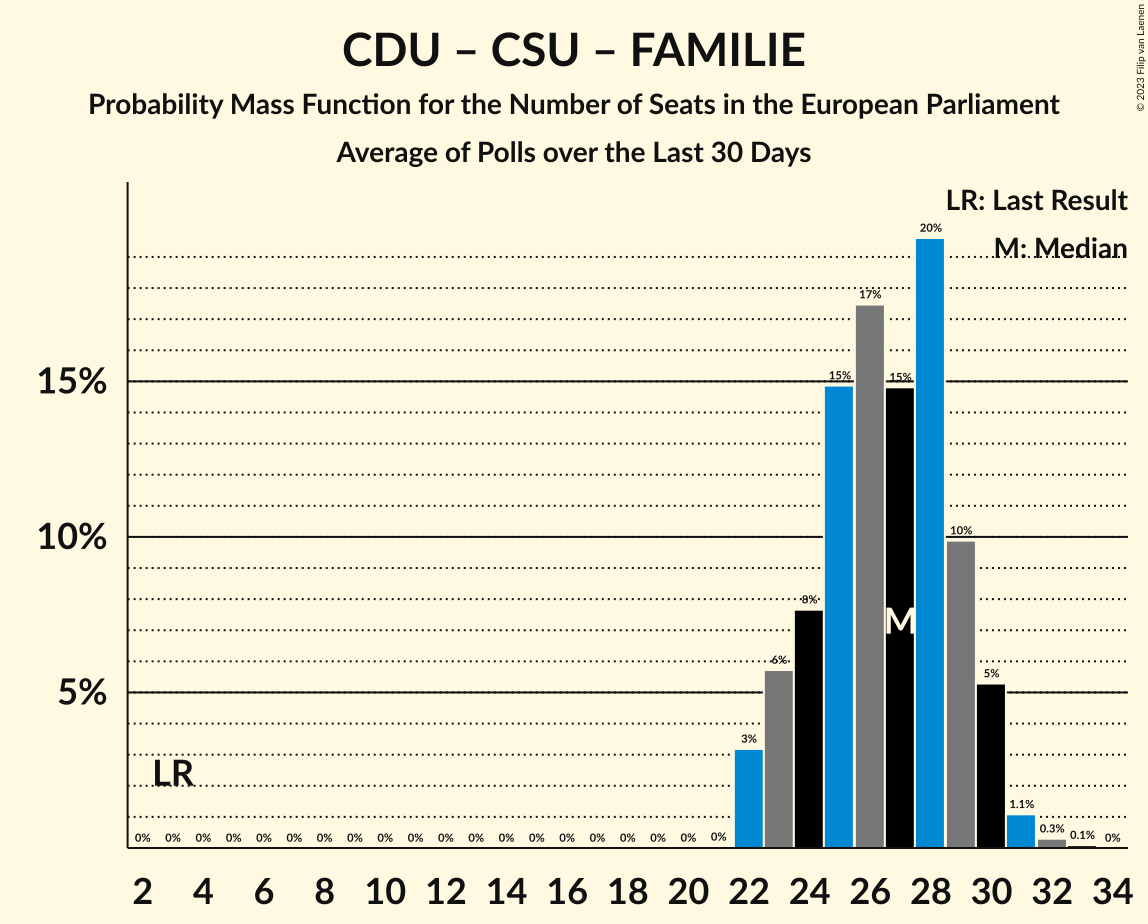 CDU – CSU – FAMILIE
Probability Mass Function for the Number of Seats in the European Parliament
Average of Polls over the Last 30 Days
© 2023 Filip van Laenen
LR: Last Result
M: Median
20%
17%
15%
15% 15%
10%
10%
8%
M
6%
5%
5%
3%
LR
1.1%
0% 0% 0% 0% 0% 0% 0% 0% 0% 0% 0% 0% 0% 0% 0% 0% 0% 0% 0% 0% 0.3% 0.1% 0%
2 4 6 8 10 12 14 16 18 20 22 24 26 28 30 32 34